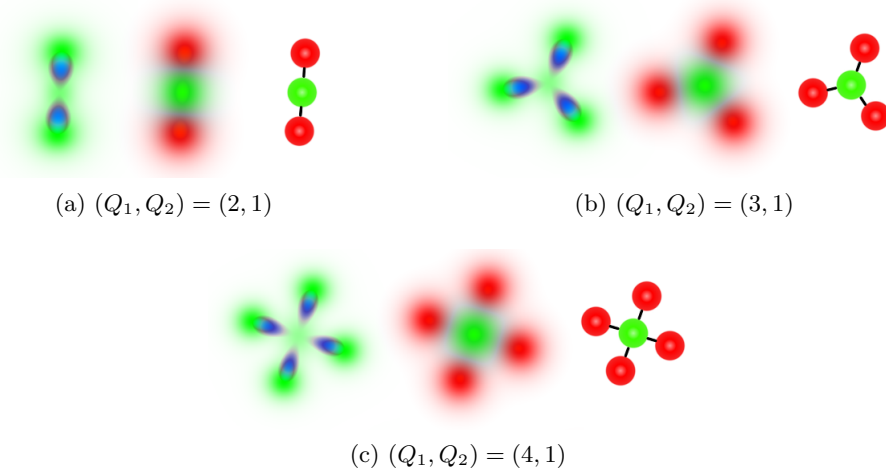 (a) (Q₁, Q₂) = (2, 1)
(b) (Q₁, Q₂) = (3, 1)
(c) (Q₁, Q₂) = (4, 1)